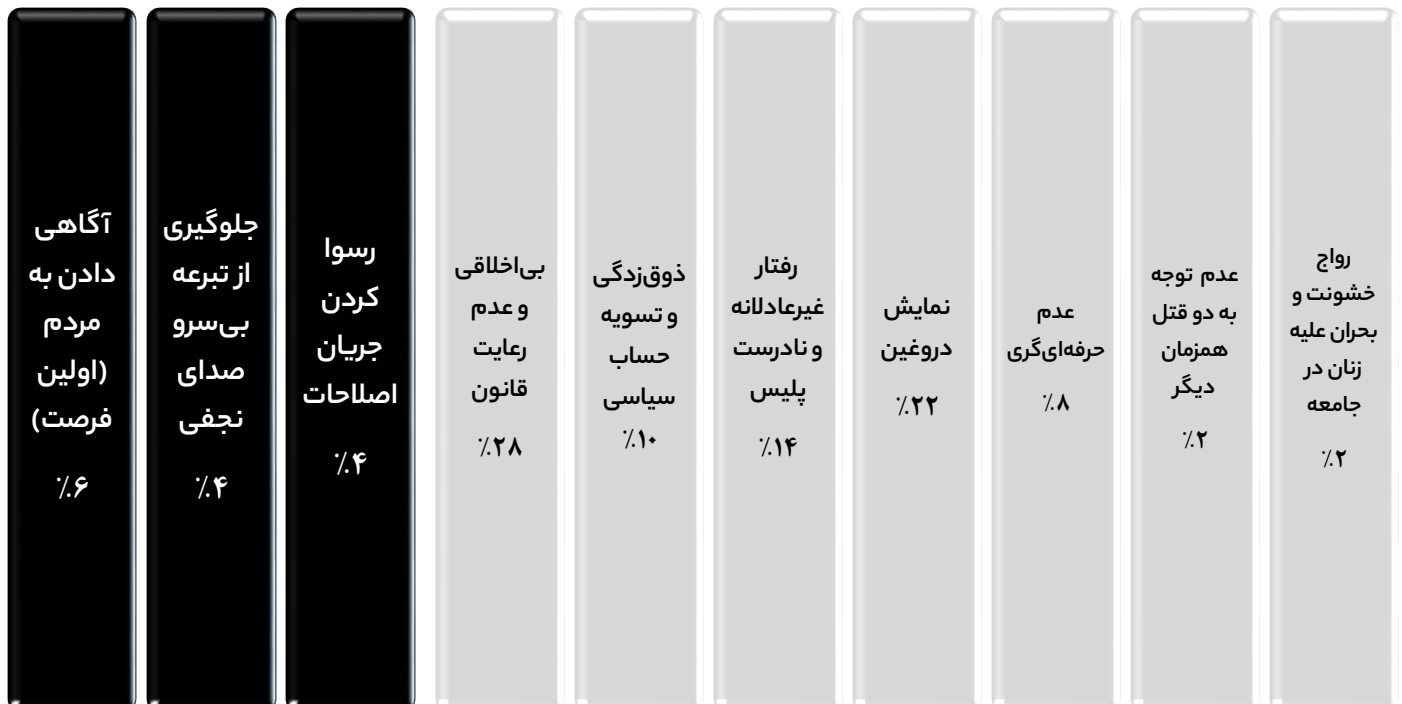 رواج
خشونت و
بحران علیه
زنان در
جامعه
٪۲
عدم توجه
به دو قتل
همزمان
دیگر
٪۲
عدم
حرفه‌ای‌گری
٪۸
نمایش
دروغین
٪۲۲
رفتار
غیرعادلانه
و نادرست
پلیس
٪۱۴
ذوق‌زدگی
و تسویه
حساب
سیاسی
٪۱۰
بی‌اخلاقی
و عدم
رعایت
قانون
٪۲۸
رسوا
کردن
جریان
اصلاحات
٪۴
جلوگیری
از تبرعه
بی‌سرو
صدای
نجفی
٪۴
آگاهی
دادن به
مردم
(اولین
فرصت)
٪۶